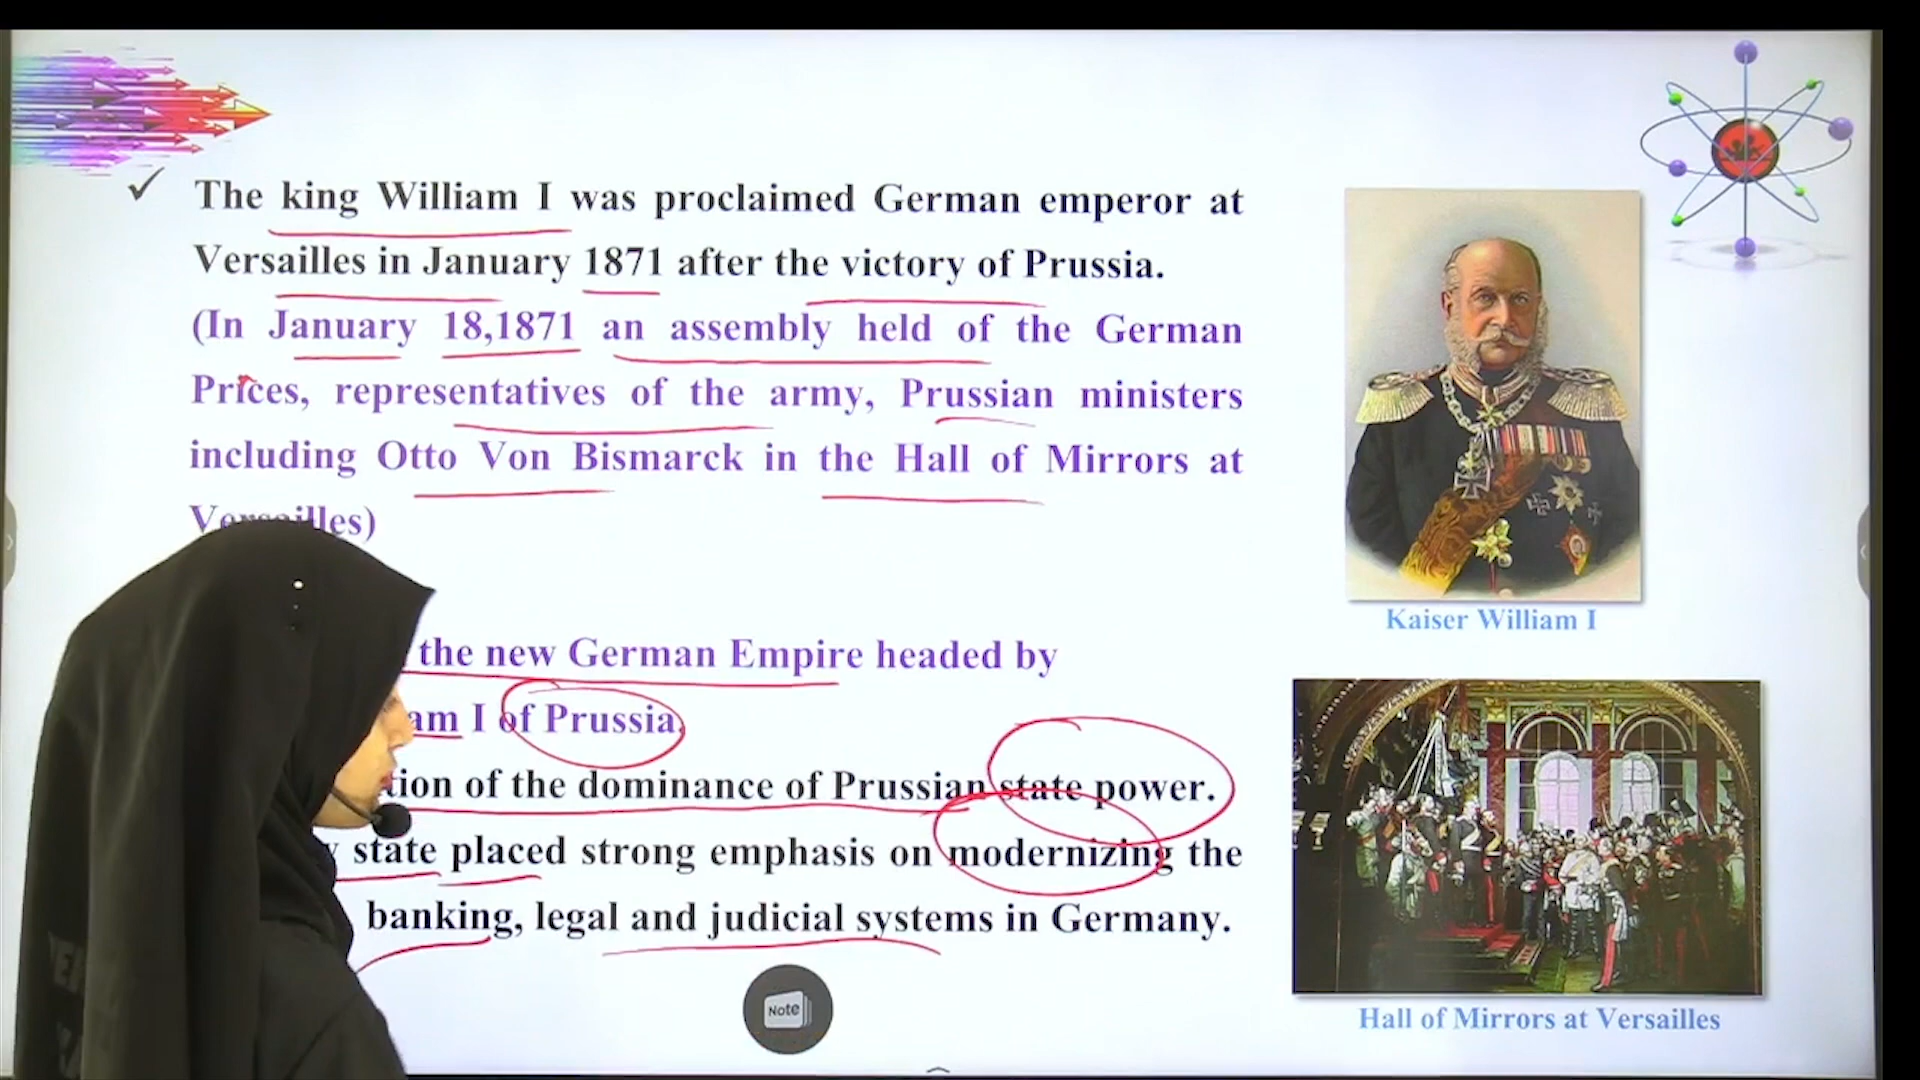 The king William I was proclaimed German emperor at
Versailles in January 1871 after the victory of Prussia.
(In January 18,1871 an assembly held of the German
Prices, representatives of the army, Prussian ministers
including Otto Von Bismarck in the Hall of Mirrors at
Versailles)
the new German Empire headed by
am I of Prussia.
tion of the dominance of Prussian state power.
state placed strong emphasis on modernizing the
banking, legal and judicial systems in Germany.
Kaiser William I
Hall of Mirrors at Versailles
Note